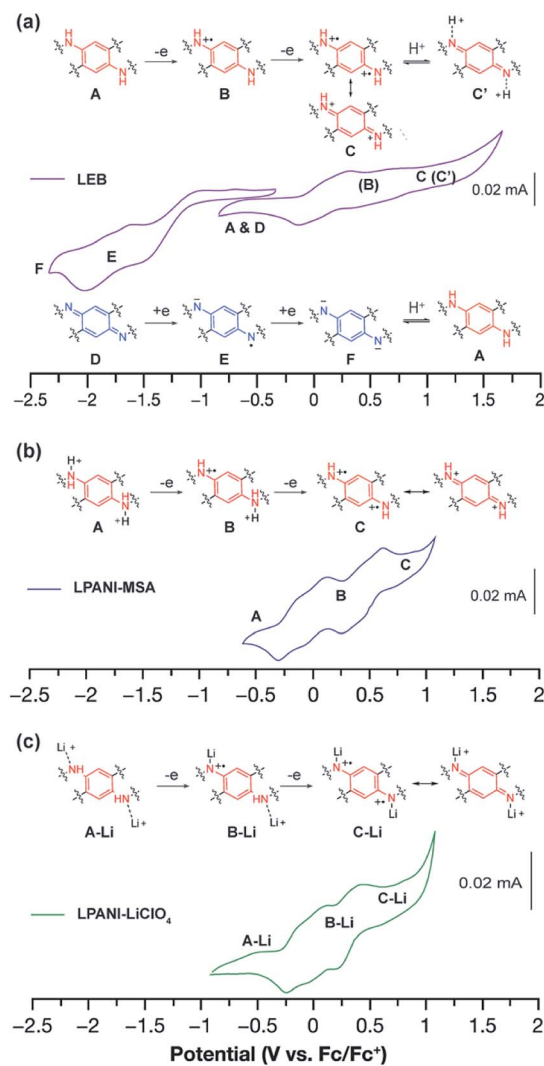 (a)
H N H +• N H +• N H +
-e -e H+
N H N H N H +• N +H
A B C'
N + H
N + H
C
LEB
(B) C (C') 0.02 mA
A & D
F E
N N – N – H N
+e +e H+
N N • N – N H
D E F A
−2.5 −2 −1.5 −1 −0.5 0 0.5 1 1.5 2
(b)
H+ N H H N +• H N +• H N +
-e -e
N H +H N H +H +• N H + N H
A B C
LPANI-MSA
A B C 0.02 mA
−2.5 −2 −1.5 −1 −0.5 0 0.5 1 1.5 2
(c)
Li + Li Li Li +
NH N +• N +• N
-e -e
HN HN +• N N
Li+ Li+ Li Li +
A-Li B-Li C-Li
LPANI-LiClO4
A-Li B-Li C-Li 0.02 mA
−2.5 −2 −1.5 −1 −0.5 0 0.5 1 1.5 2
Potential (V vs. Fc/Fc+)